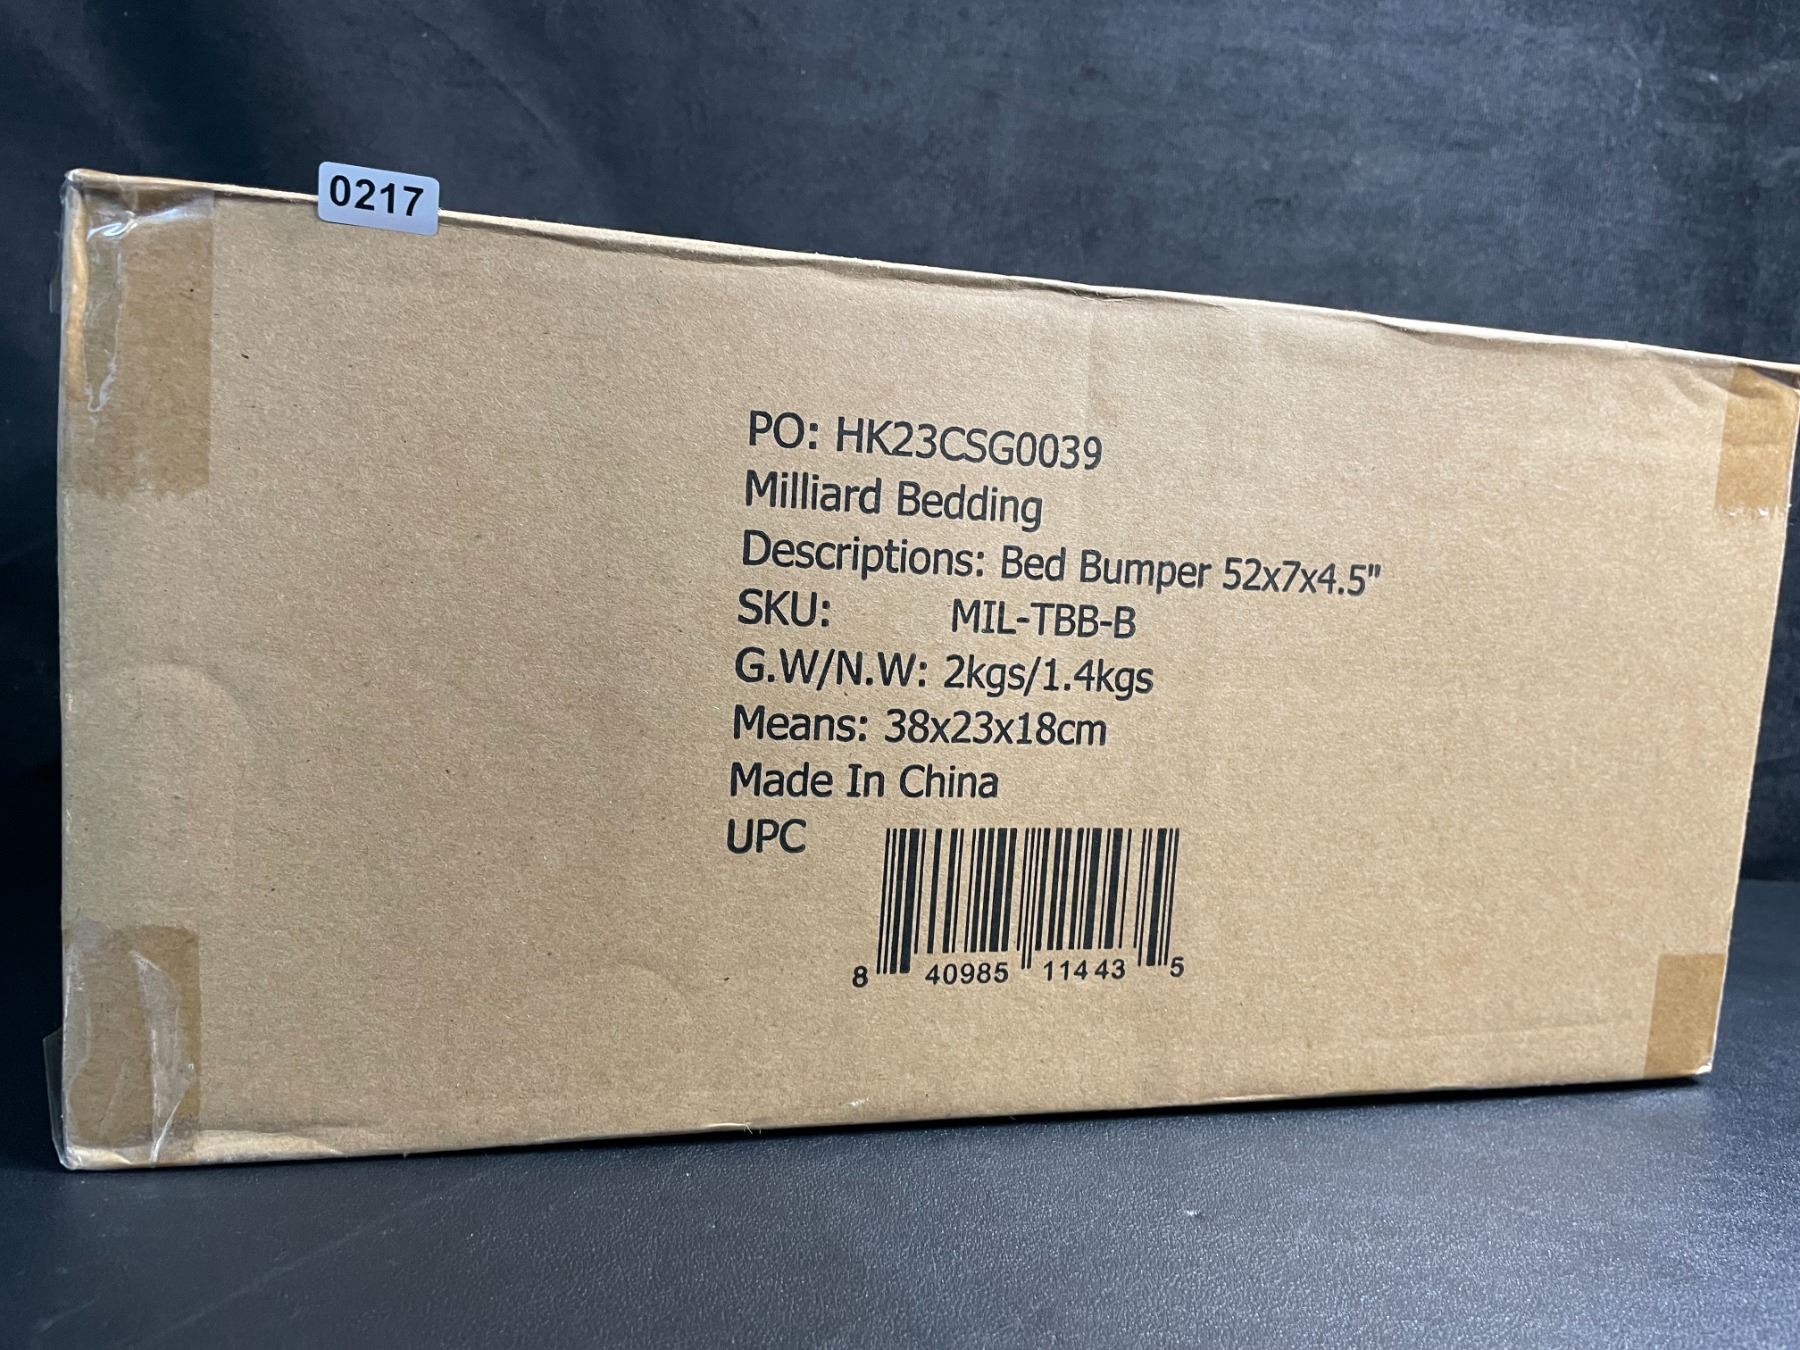 0217
PO: HK23CSG0039
Milliard Bedding
Descriptions: Bed Bumper 52x7x4.5"
SKU: MIL-TBB-B
G.W/N.W: 2kgs/1.4kgs
Means: 38x23x18cm
Made In China
UPC
8 40985 11443 5